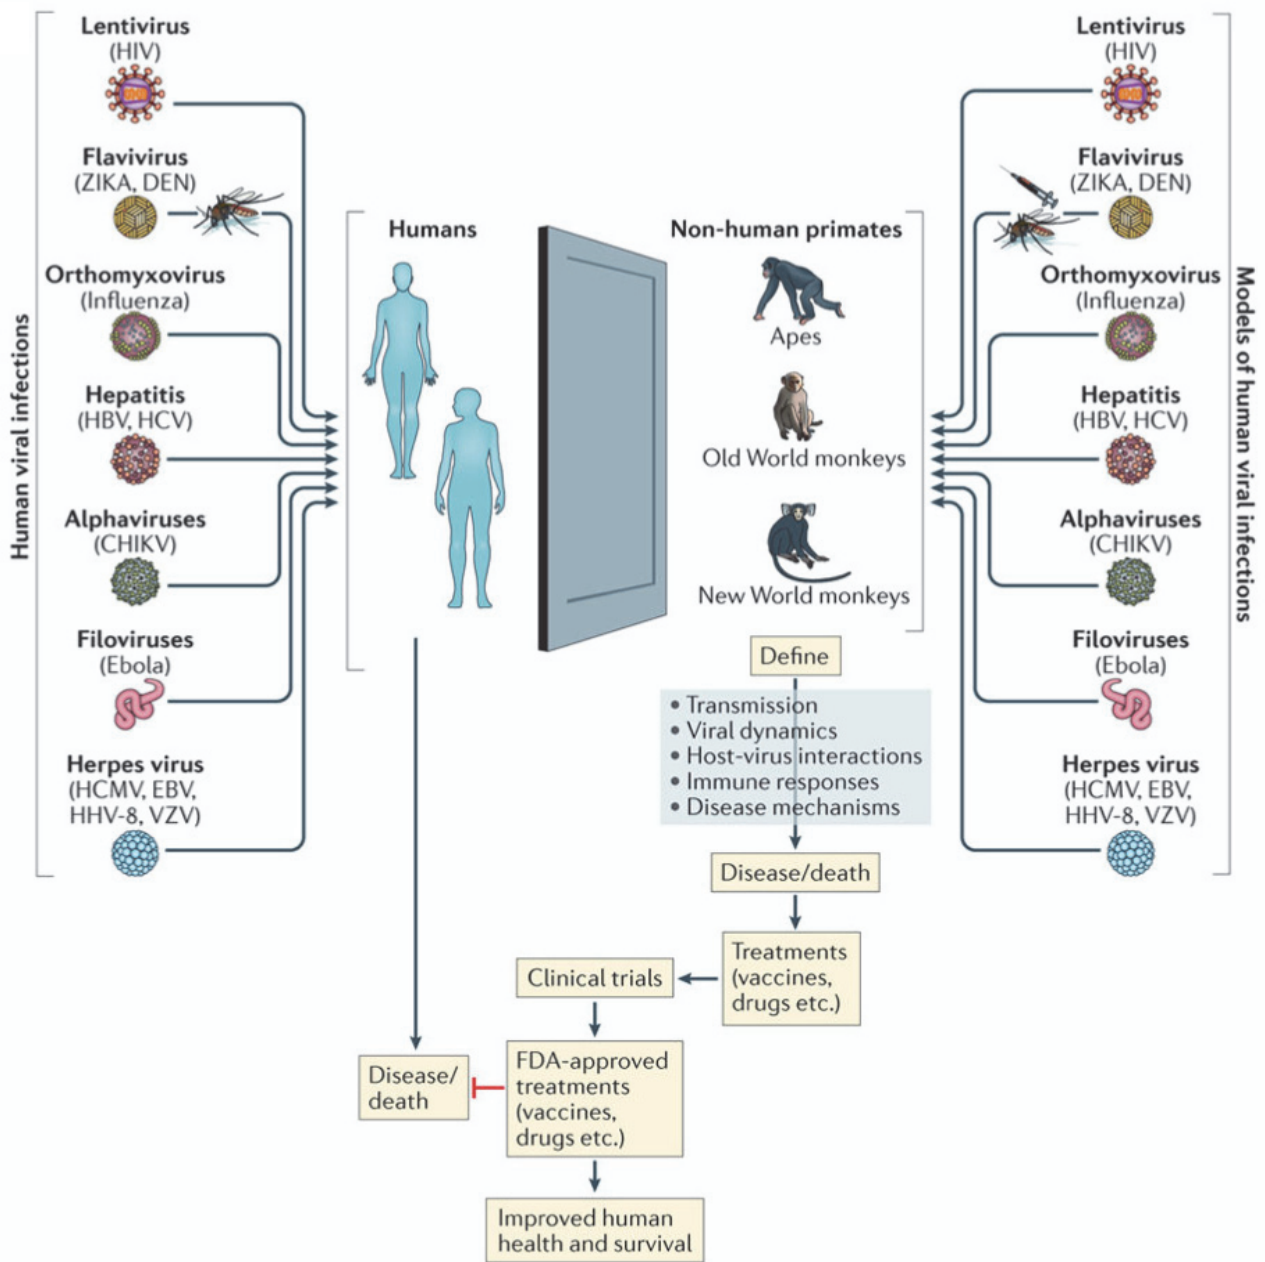 Human viral infections
Lentivirus
(HIV)
Flavivirus
(ZIKA, DEN)
Orthomyxovirus
(Influenza)
Hepatitis
(HBV, HCV)
Alphaviruses
(CHIKV)
Filoviruses
(Ebola)
Herpes virus
(HCMV, EBV,
HHV-8, VZV)
Humans
Non-human primates
Apes
Old World monkeys
New World monkeys
Define
• Transmission
• Viral dynamics
• Host-virus interactions
• Immune responses
• Disease mechanisms
Disease/death
Treatments
(vaccines,
drugs etc.)
Clinical trials
FDA-approved
treatments
(vaccines,
drugs etc.)
Disease/
death
Improved human
health and survival
Lentivirus
(HIV)
Flavivirus
(ZIKA, DEN)
Orthomyxovirus
(Influenza)
Hepatitis
(HBV, HCV)
Alphaviruses
(CHIKV)
Filoviruses
(Ebola)
Herpes virus
(HCMV, EBV,
HHV-8, VZV)
Models of human viral infections